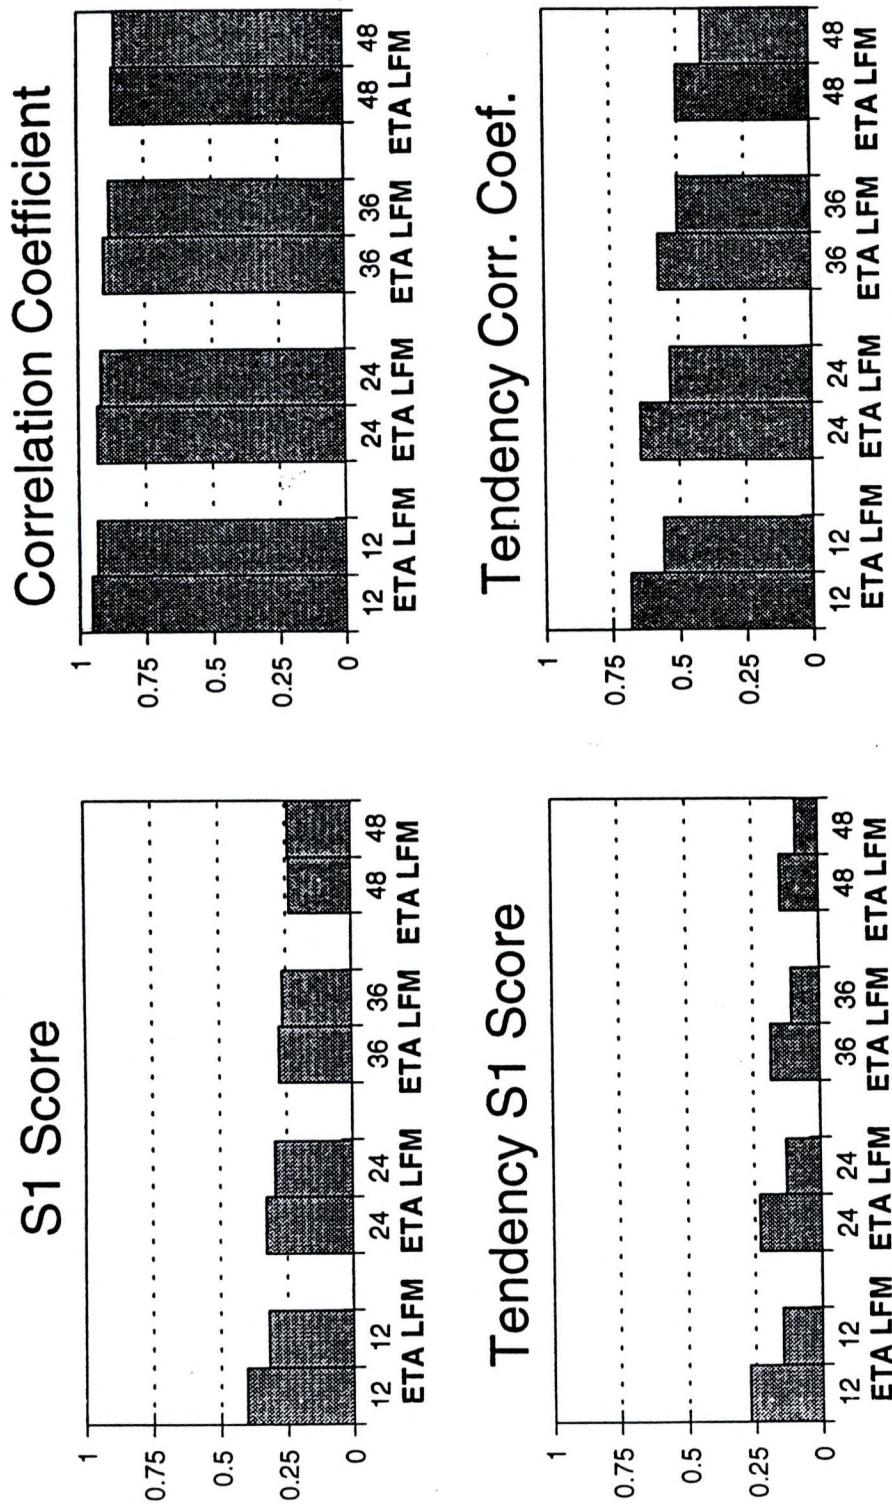 S1 Score
1
0.75
0.5
0.25
0
12 12 24 24 36 36 48 48
ETA LFM ETA LFM ETA LFM ETA LFM
Correlation Coefficient
1
0.75
0.5
0.25
0
12 12 24 24 36 36 48 48
ETA LFM ETA LFM ETA LFM ETA LFM
Tendency S1 Score
1
0.75
0.5
0.25
0
12 12 24 24 36 36 48 48
ETA LFM ETA LFM ETA LFM ETA LFM
Tendency Corr. Coef.
1
0.75
0.5
0.25
0
12 12 24 24 36 36 48 48
ETA LFM ETA LFM ETA LFM ETA LFM